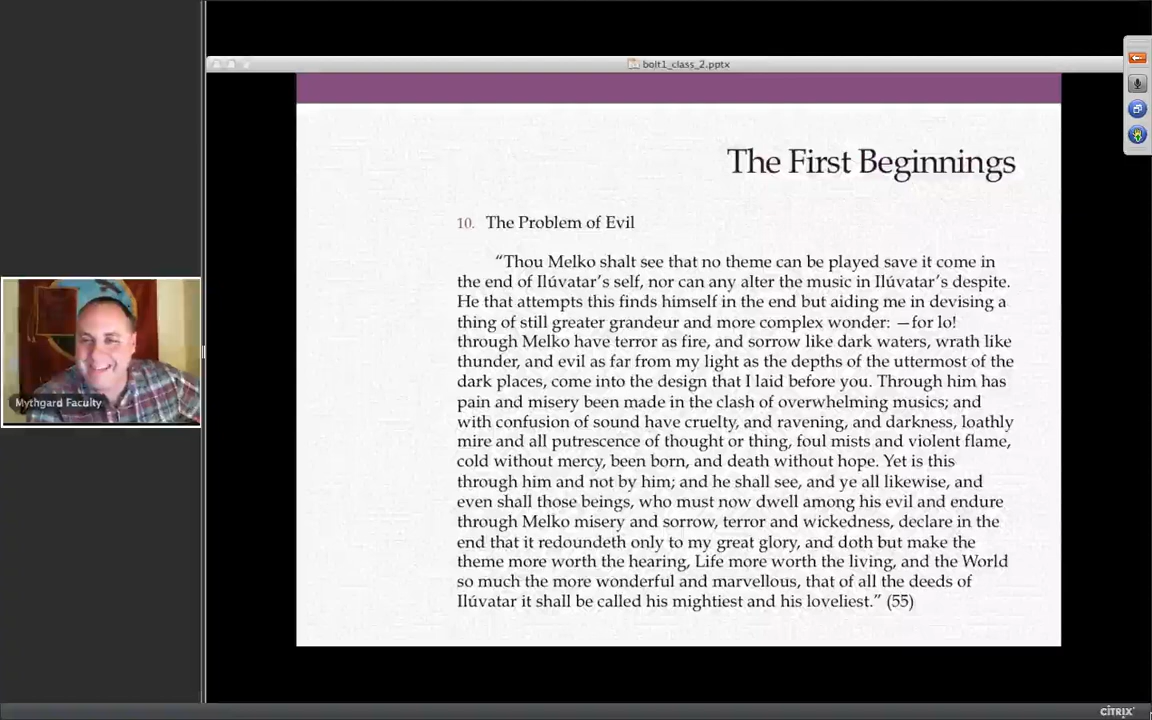 bolt1_class_2.pptx
The First Beginnings
10. The Problem of Evil
“Thou Melko shalt see that no theme can be played save it come in
the end of Ilúvatar’s self, nor can any alter the music in Ilúvatar’s despite.
He that attempts this finds himself in the end but aiding me in devising a
thing of still greater grandeur and more complex wonder: —for lo!
through Melko have terror as fire, and sorrow like dark waters, wrath like
thunder, and evil as far from my light as the depths of the uttermost of the
dark places, come into the design that I laid before you. Through him has
pain and misery been made in the clash of overwhelming musics; and
with confusion of sound have cruelty, and ravening, and darkness, loathly
mire and all putrescence of thought or thing, foul mists and violent flame,
cold without mercy, been born, and death without hope. Yet is this
through him and not by him; and he shall see, and ye all likewise, and
even shall those beings, who must now dwell among his evil and endure
through Melko misery and sorrow, terror and wickedness, declare in the
end that it redoundeth only to my great glory, and doth but make the
theme more worth the hearing, Life more worth the living, and the World
so much the more wonderful and marvellous, that of all the deeds of
Ilúvatar it shall be called his mightiest and his loveliest.” (55)
Mythgard Faculty
CITRIX